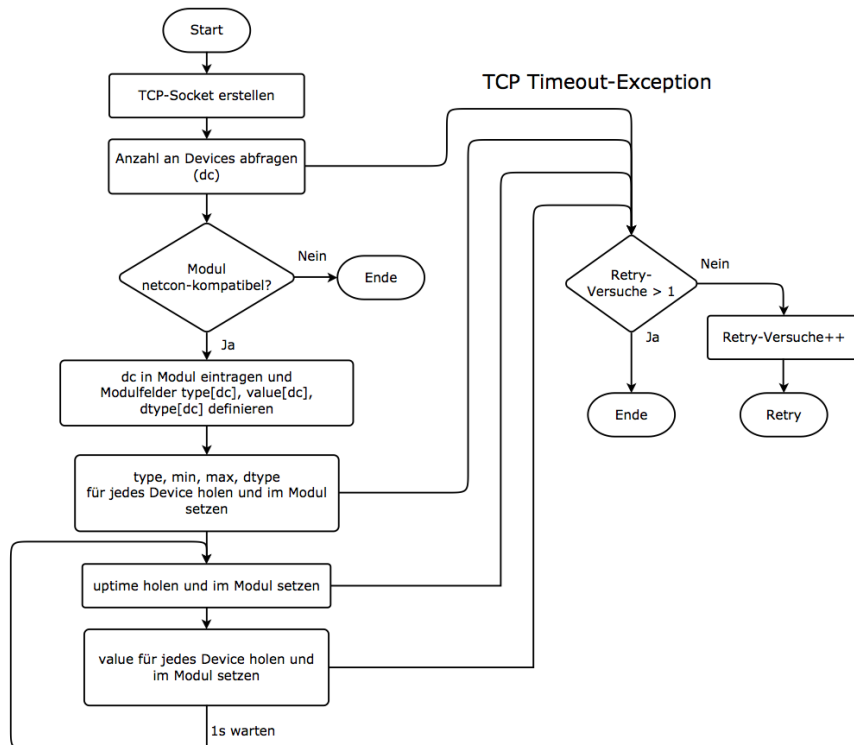 Start
TCP-Socket erstellen
TCP Timeout-Exception
Anzahl an Devices abfragen
(dc)
Modul
netcon-kompatibel?
Nein
Ende
Ja
dc in Modul eintragen und
Modulfelder type[dc], value[dc],
dtype[dc] definieren
type, min, max, dtype
für jedes Device holen und im Modul
setzen
uptime holen und im Modul setzen
value für jedes Device holen und
im Modul setzen
1s warten
Retry-
Versuche > 1
Nein
Ja
Retry-Versuche++
Ende
Retry